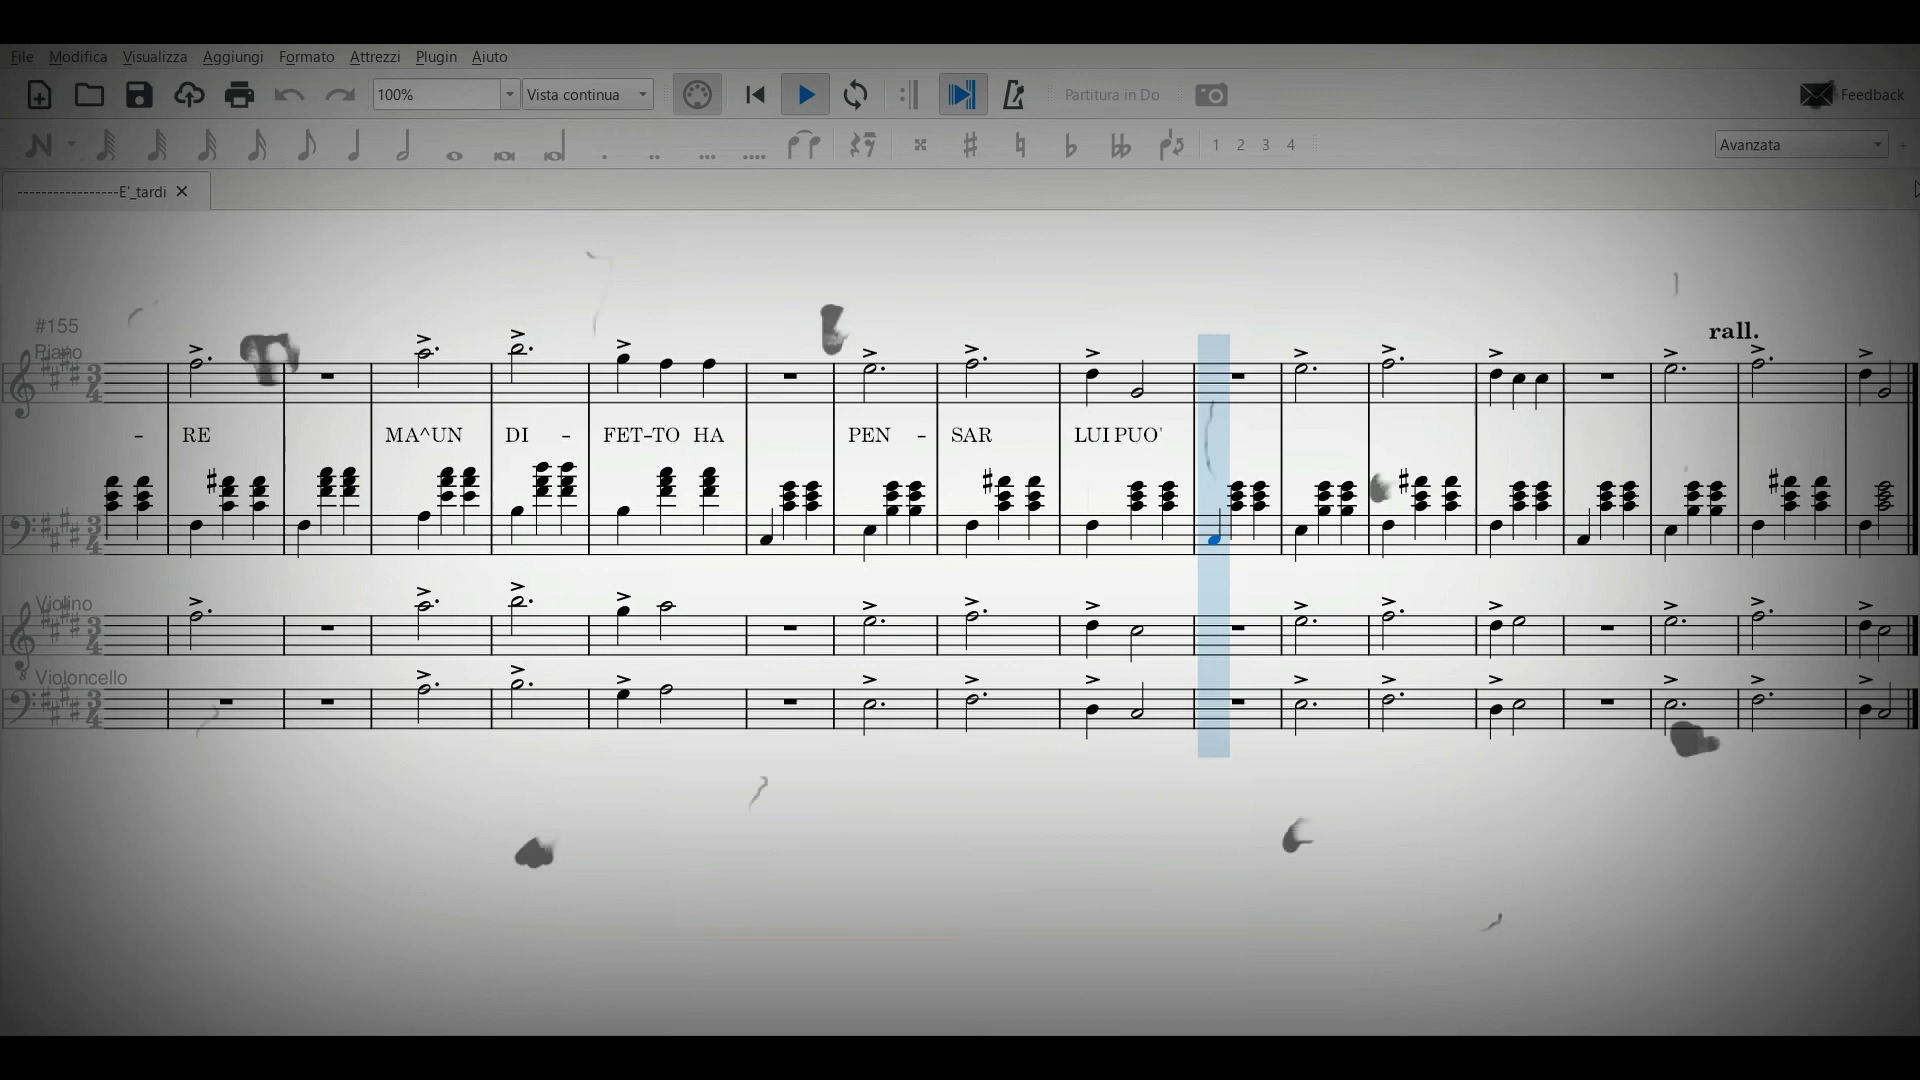 File Modifica Visualizza Aggiungi Formato Attrezzi Plugin Aiuto
100% Vista continua Partitura in Do Feedback
1 2 3 4 Avanzata
------------------E'_tardi
#155
rall.
Piano
- RE MA^UN DI - FET-TO HA PEN - SAR LUI PUO'
Violino
Violoncello